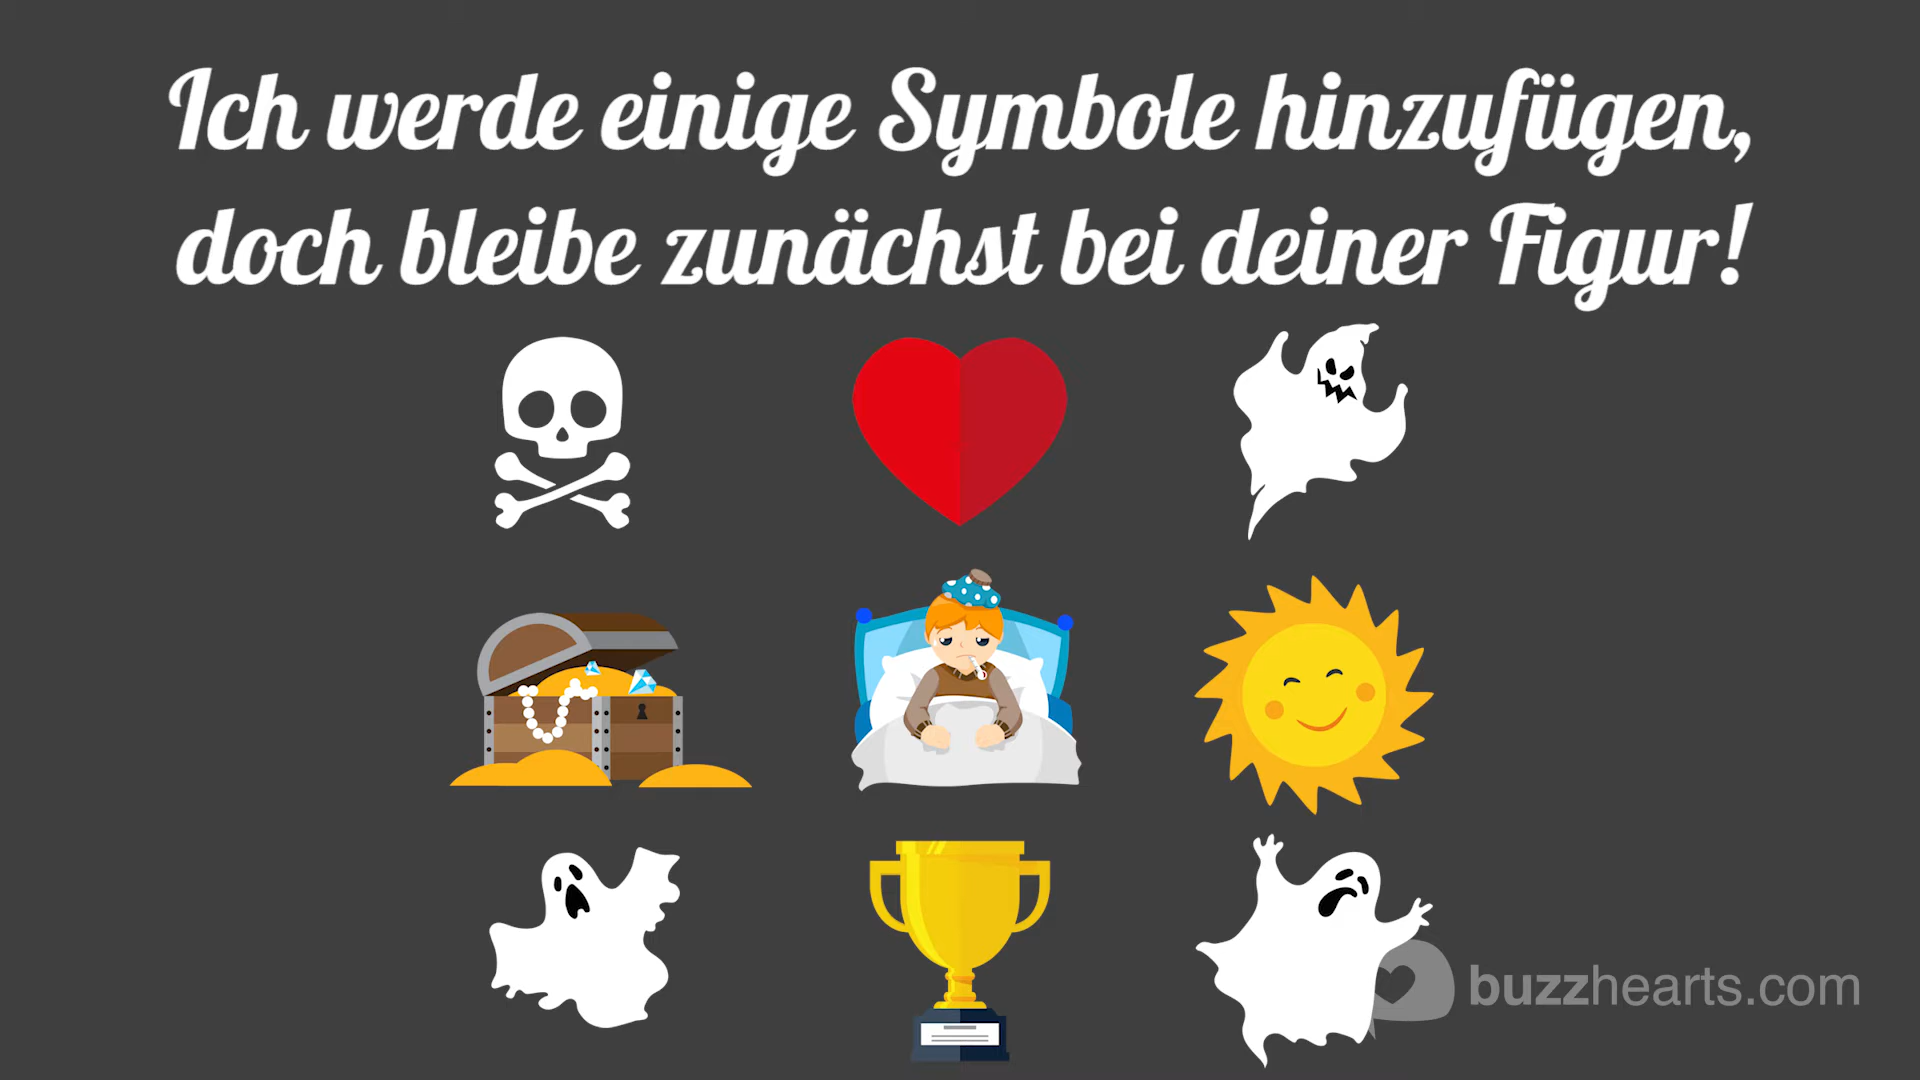 Ich werde einige Symbole hinzufügen,
doch bleibe zunächst bei deiner Figur!
buzzhearts.com